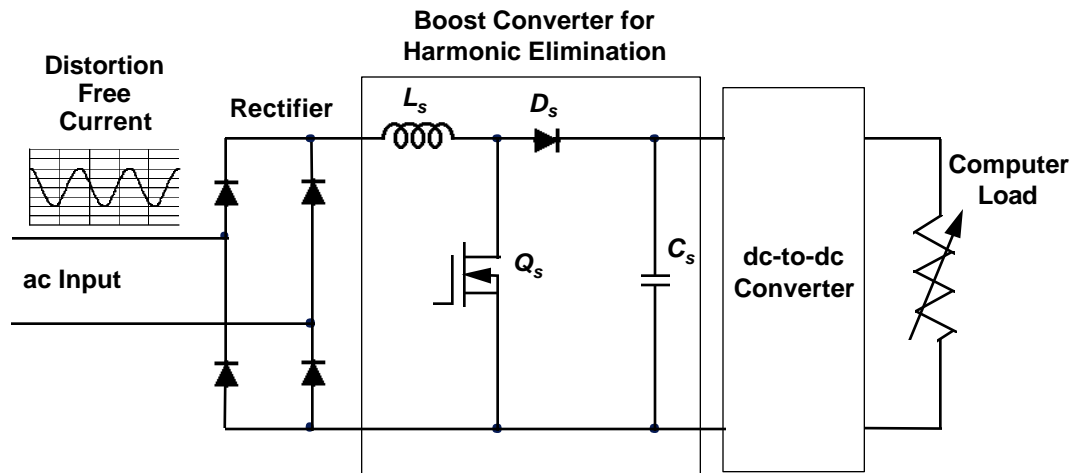 Boost Converter for
Harmonic Elimination
Distortion
Free
Current
Rectifier
Ls
Ds
Computer
Load
ac Input
Qs
Cs
dc-to-dc
Converter